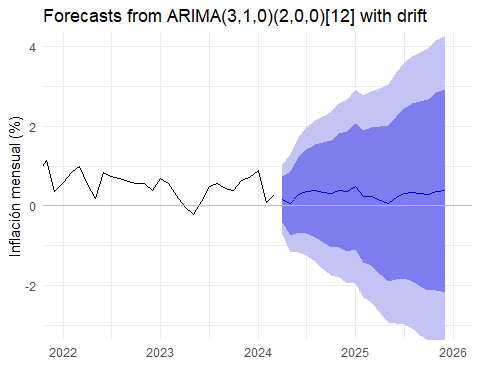 Forecasts from ARIMA(3,1,0)(2,0,0)[12] with drift
Inflación mensual (%)
4
2
0
-2
2022 2023 2024 2025 2026